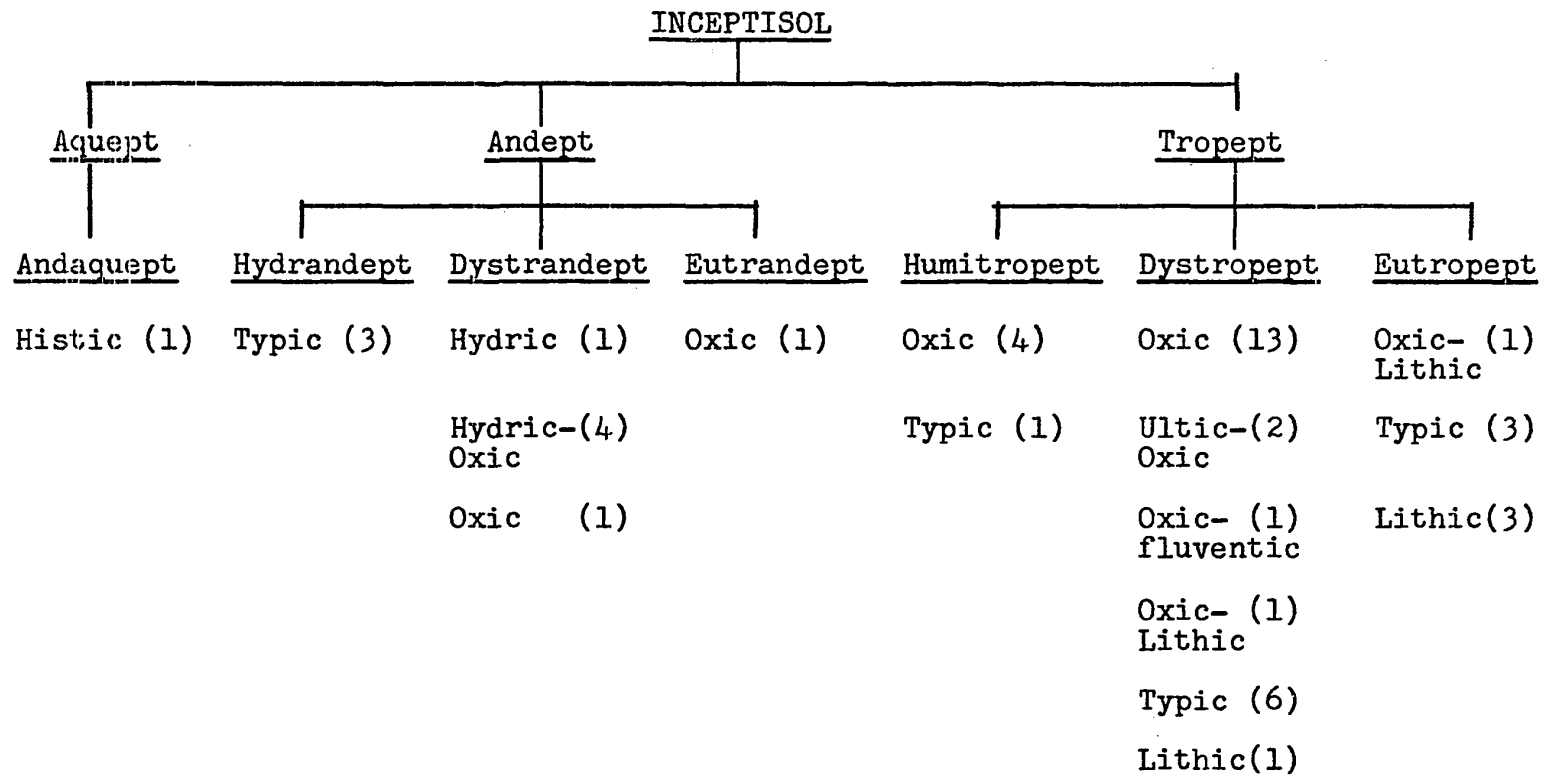 INCEPTISOL
Aquept Andept Tropept
Andaquept Hydrandept Dystrandept Eutrandept Humitropept Dystropept Eutropept
Histic (1) Typic (3) Hydric (1) Oxic (1) Oxic (4) Oxic (13) Oxic- (1)
Lithic
Hydric-(4) Typic (1) Ultic-(2) Typic (3)
Oxic Oxic
Oxic (1) Oxic- (1) Lithic(3)
fluventic
Oxic- (1)
Lithic
Typic (6)
Lithic(1)